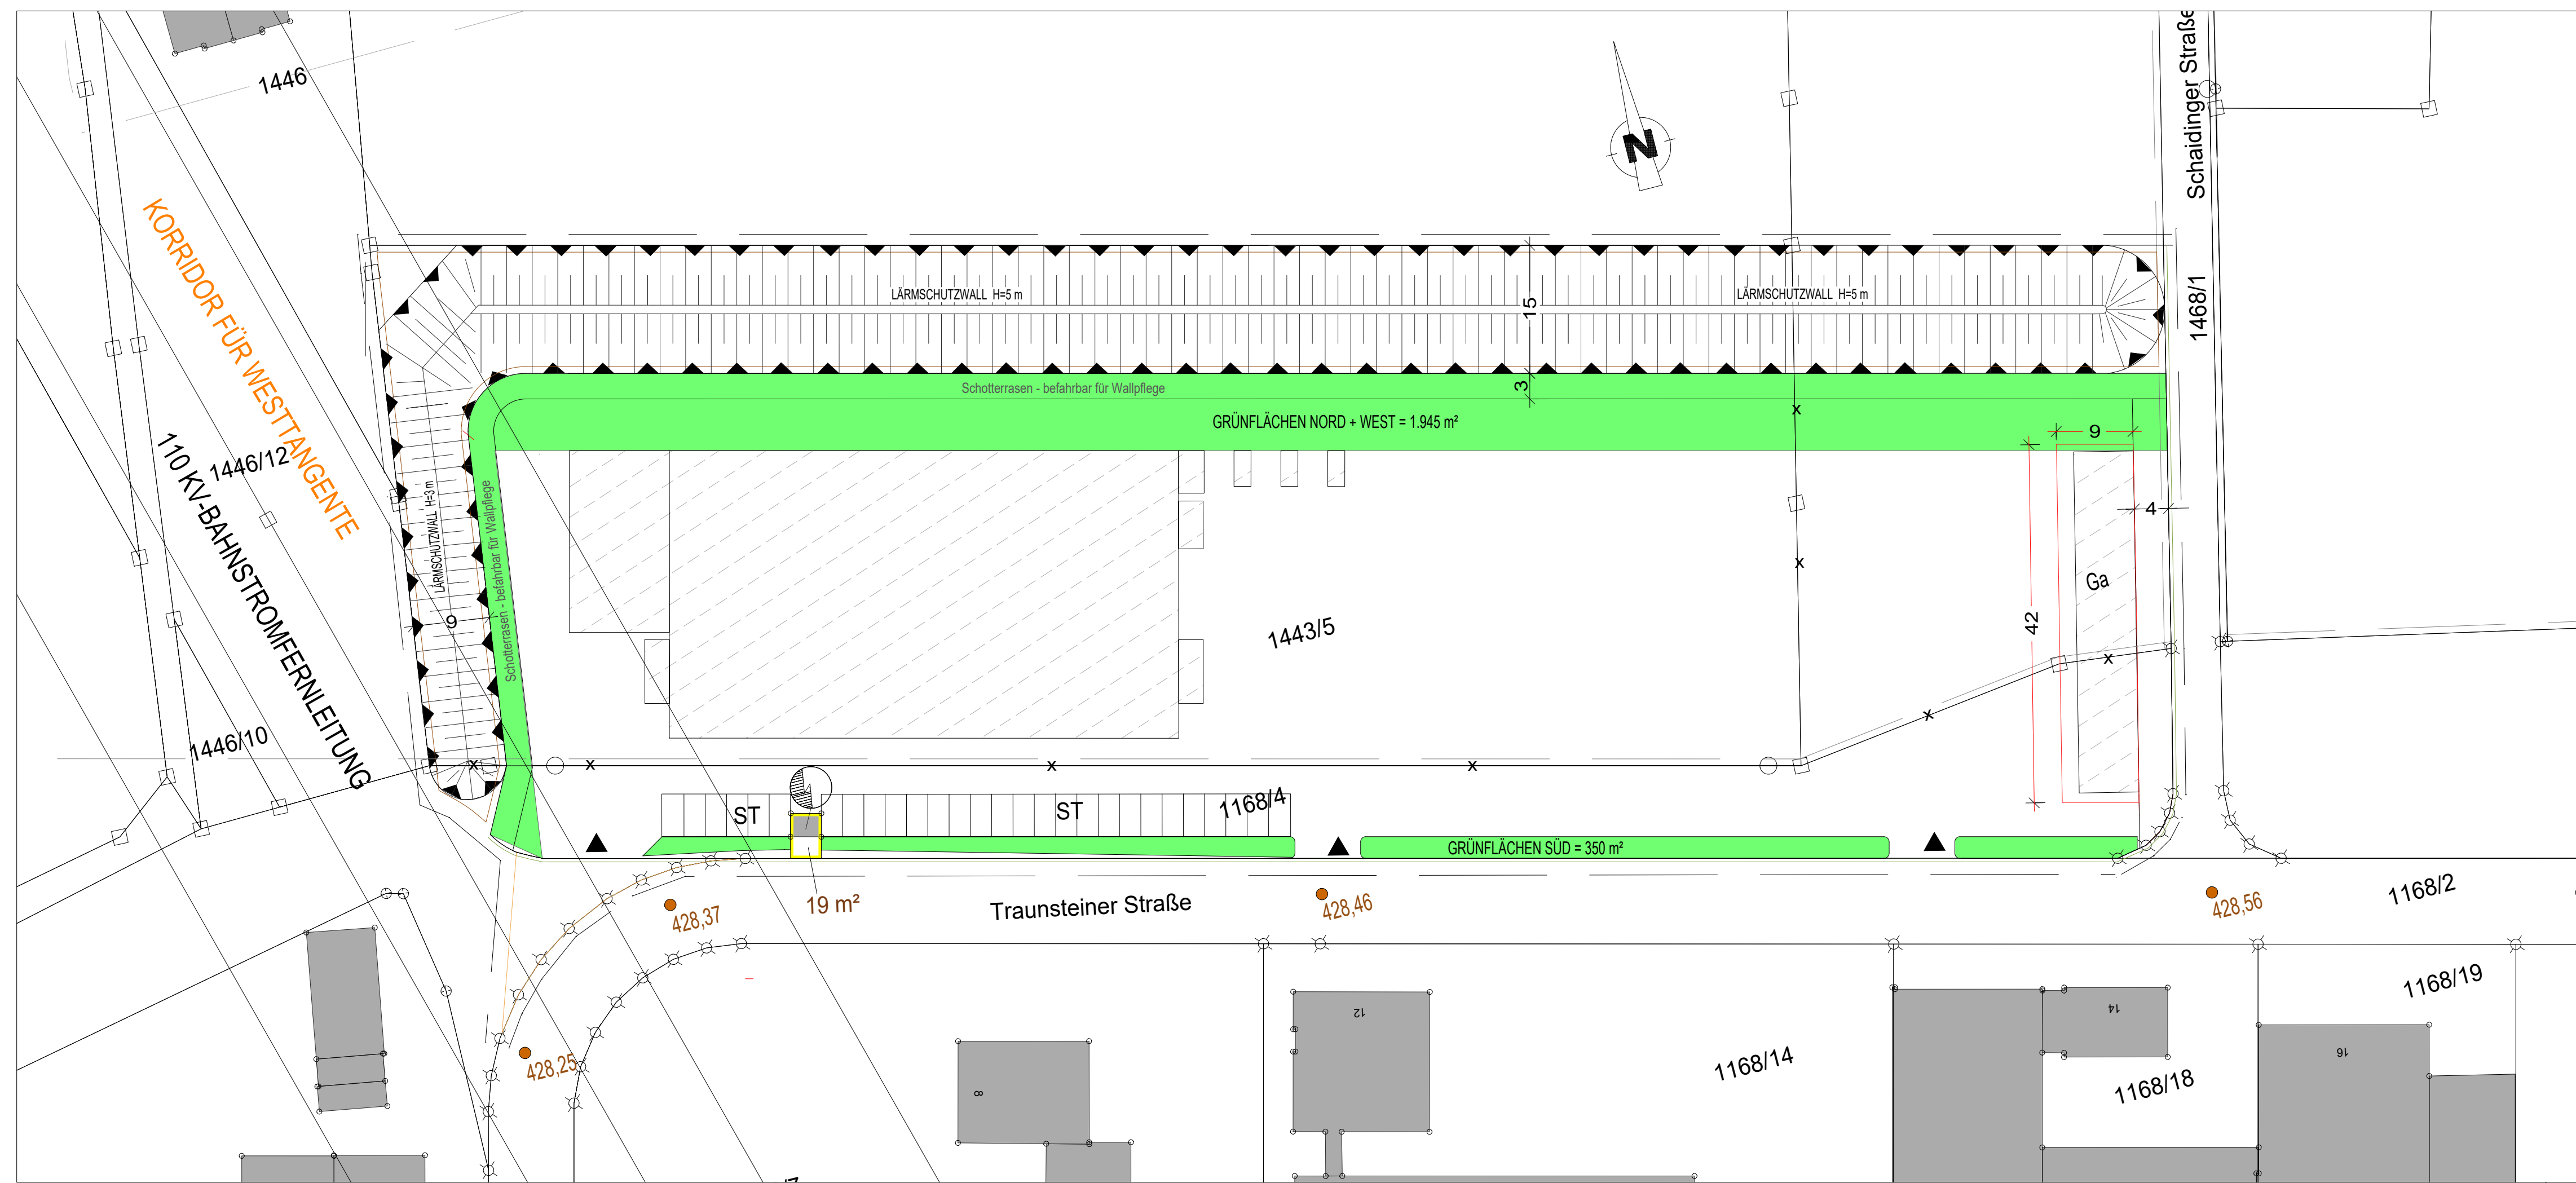 1446
Schaidinger Straße
N
KORRIDOR FÜR WESTTANGENTE
LÄRMSCHUTZWALL H=5 m
LÄRMSCHUTZWALL H=5 m
15
1468/1
Schotterrasen - befahrbar für Wallpflege
3
GRÜNFLÄCHEN NORD + WEST = 1.945 m²
x
9
1446/12
110 KV-BAHNSTROMFERNLEITUNG
LÄRMSCHUTZWALL H=3 m
Schotterrasen - befahrbar für Wallpflege
4
x
Ga
9
42
1443/5
x
x
1446/10
x
x
x
x
ST
ST
1168/4
GRÜNFLÄCHEN SÜD = 350 m²
19 m²
Traunsteiner Straße
428,37
428,46
428,56
1168/2
428,25
1168/19
12
14
16
8
1168/14
1168/18